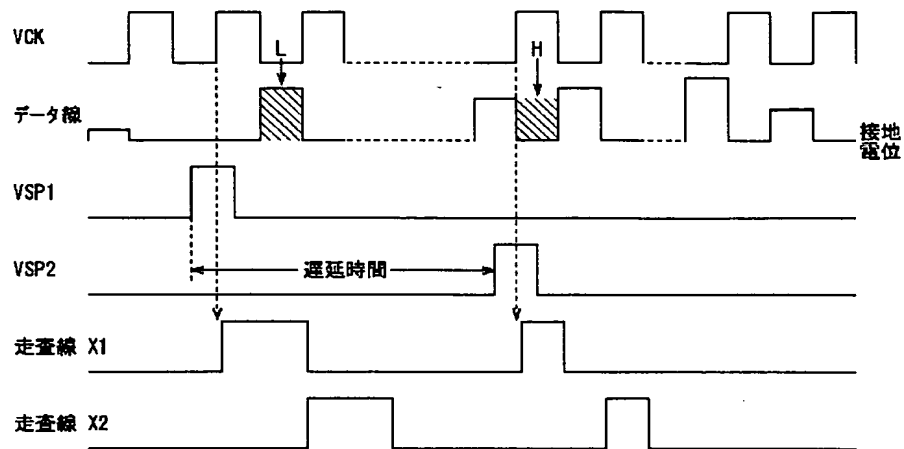 VCK
L
H
データ線
接地
電位
VSP1
VSP2
遅延時間
走査線 X1
走査線 X2